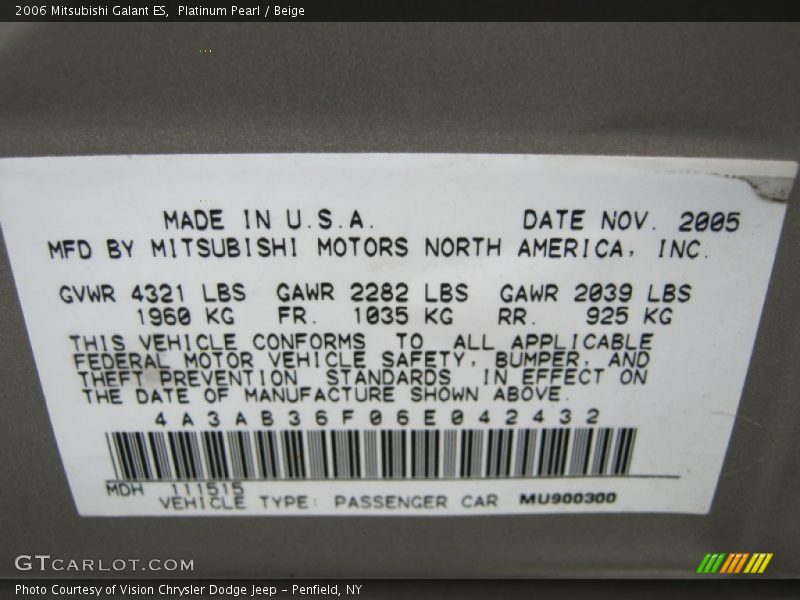 2006 Mitsubishi Galant ES, Platinum Pearl / Beige
MADE IN U.S.A. DATE NOV. 2005
MFD BY MITSUBISHI MOTORS NORTH AMERICA, INC.
GVWR 4321 LBS GAWR 2282 LBS GAWR 2039 LBS
1960 KG FR. 1035 KG RR. 925 KG
THIS VEHICLE CONFORMS TO ALL APPLICABLE
FEDERAL MOTOR VEHICLE SAFETY, BUMPER, AND
THEFT PREVENTION STANDARDS IN EFFECT ON
THE DATE OF MANUFACTURE SHOWN ABOVE.
4A3AB36F06E042432
MDH 111515
VEHICLE TYPE: PASSENGER CAR MU900300
GTCARLOT.COM
Photo Courtesy of Vision Chrysler Dodge Jeep - Penfield, NY